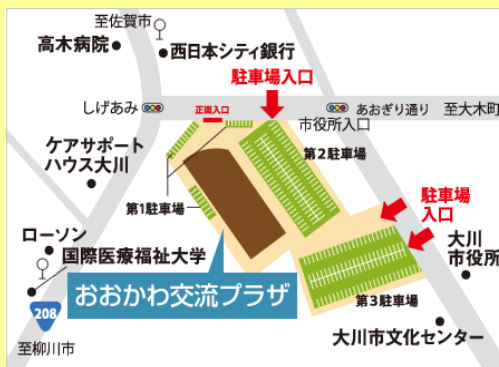 至佐賀市
高木病院
西日本シティ銀行
駐車場入口
しげあみ
正面入口
あおぎり通り
至大木町
市役所入口
ケアサポート
ハウス大川
第2駐車場
第1駐車場
駐車場
入口
ローソン
国際医療福祉大学
大川
市役所
おおかわ交流プラザ
208
第3駐車場
至柳川市
大川市文化センター